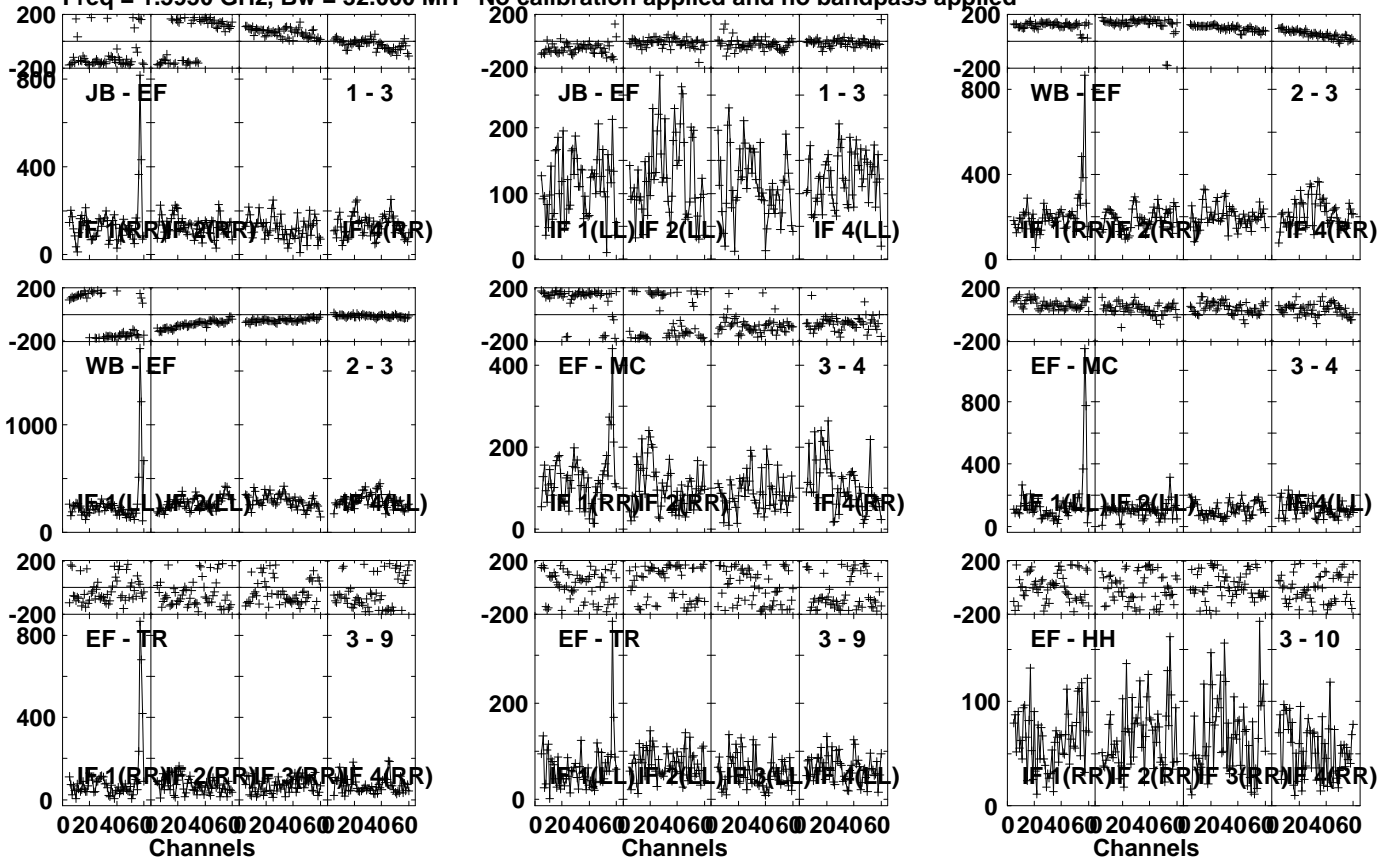 Freq = 1.5950 GHz, Bw = 32.000 MH No calibration applied and no bandpass applied
200
-200
800
400
0
JB - EF 1 - 3
IF 1(RR) IF 2(RR) IF 4(RR)
200
-200
200
100
0
JB - EF 1 - 3
IF 1(LL) IF 2(LL) IF 4(LL)
200
-200
800
400
0
WB - EF 2 - 3
IF 1(RR) IF 2(RR) IF 4(RR)
200
-200
1000
0
WB - EF 2 - 3
IF 1(LL) IF 2(LL) IF 4(LL)
200
-200
400
200
0
EF - MC 3 - 4
IF 1(RR) IF 2(RR) IF 4(RR)
200
-200
800
400
0
EF - MC 3 - 4
IF 1(LL) IF 2(LL) IF 4(LL)
200
-200
800
400
0
EF - TR 3 - 9
IF 1(RR) IF 2(RR) IF 3(RR) IF 4(RR)
0 20 40 60 0 20 40 60 0 20 40 60 0 20 40 60
Channels
200
-200
200
0
EF - TR 3 - 9
IF 1(LL) IF 2(LL) IF 3(LL) IF 4(LL)
0 20 40 60 0 20 40 60 0 20 40 60 0 20 40 60
Channels
200
-200
100
0
EF - HH 3 - 10
IF 1(RR) IF 2(RR) IF 3(RR) IF 4(RR)
0 20 40 60 0 20 40 60 0 20 40 60 0 20 40 60
Channels